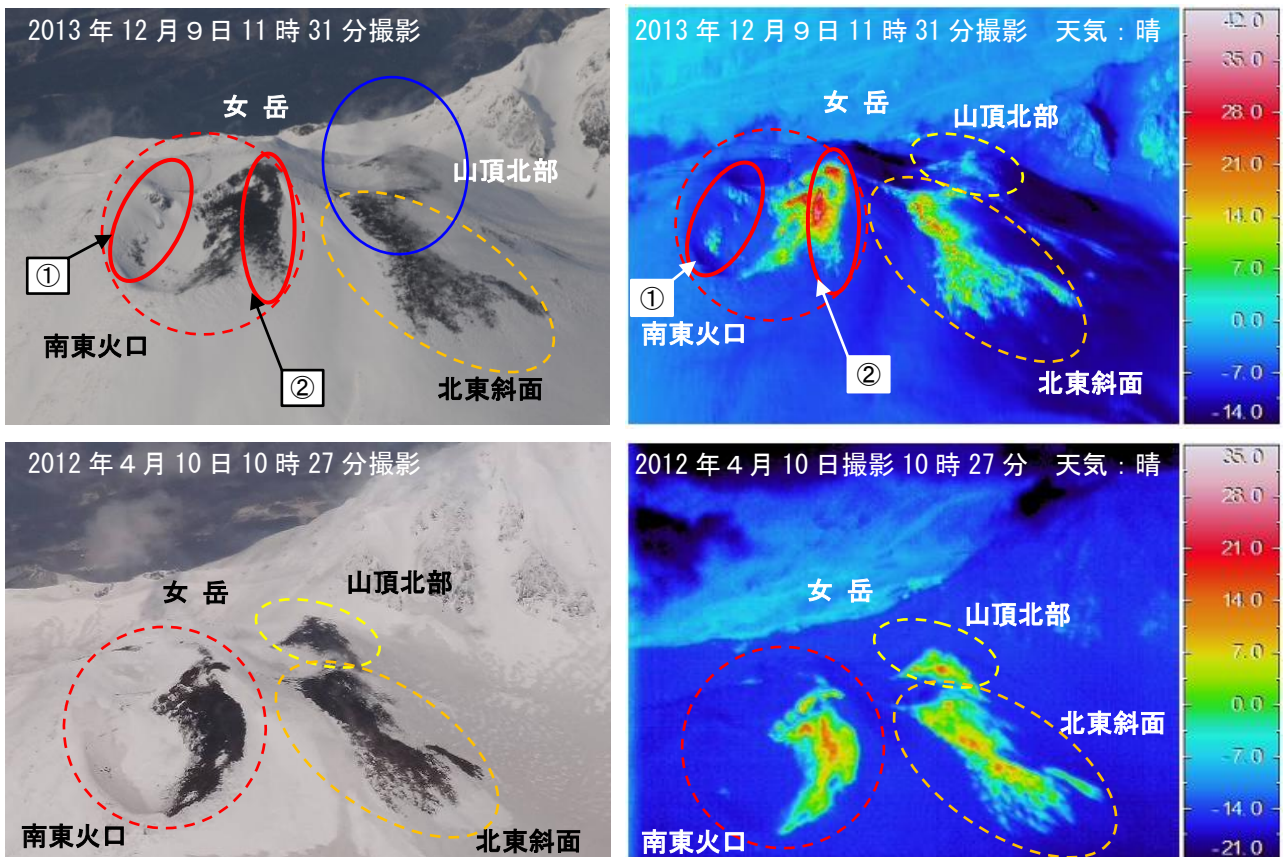 2013年12月9日11時31分撮影
女 岳
山頂北部
①
南東火口
②
北東斜面
2013年12月9日11時31分撮影 天気：晴
女 岳
山頂北部
①
南東火口
②
北東斜面
42.0
35.0
28.0
21.0
14.0
7.0
0.0
-7.0
-14.0
2012年4月10日10時27分撮影
女 岳
山頂北部
南東火口
北東斜面
2012年4月10日撮影10時27分 天気：晴
女 岳
山頂北部
北東斜面
南東火口
35.0
28.0
21.0
14.0
7.0
0.0
-7.0
-14.0
-21.0